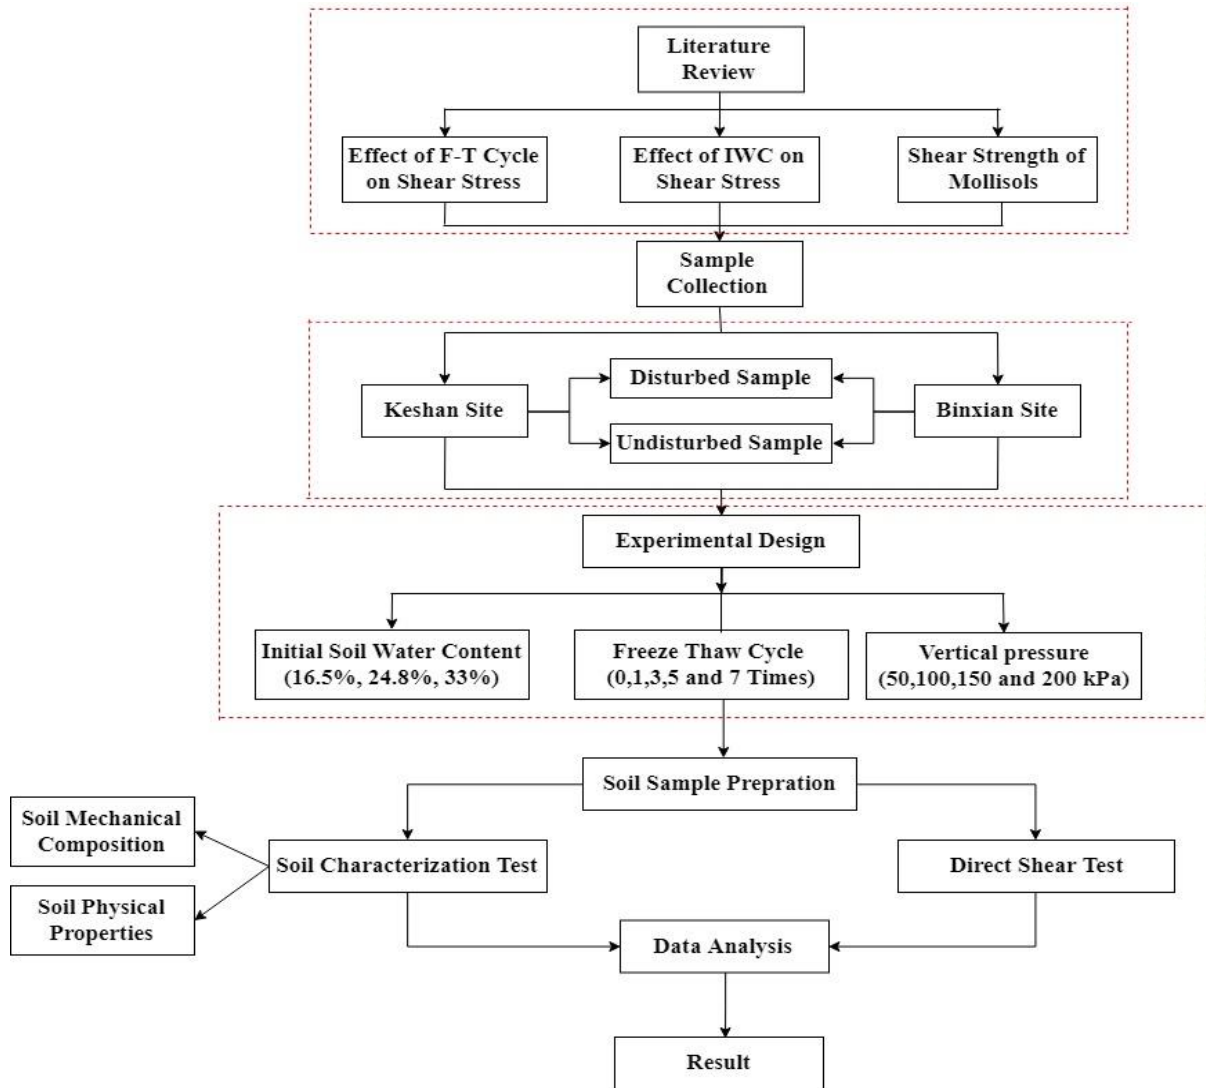 Literature
Review
Effect of F-T Cycle
on Shear Stress
Effect of IWC on
Shear Stress
Shear Strength of
Mollisols
Sample
Collection
Disturbed Sample
Keshan Site
Binxian Site
Undisturbed Sample
Experimental Design
Initial Soil Water Content
(16.5%, 24.8%, 33%)
Freeze Thaw Cycle
(0,1,3,5 and 7 Times)
Vertical pressure
(50,100,150 and 200 kPa)
Soil Sample Prepration
Soil Mechanical
Composition
Soil Characterization Test
Direct Shear Test
Soil Physical
Properties
Data Analysis
Result